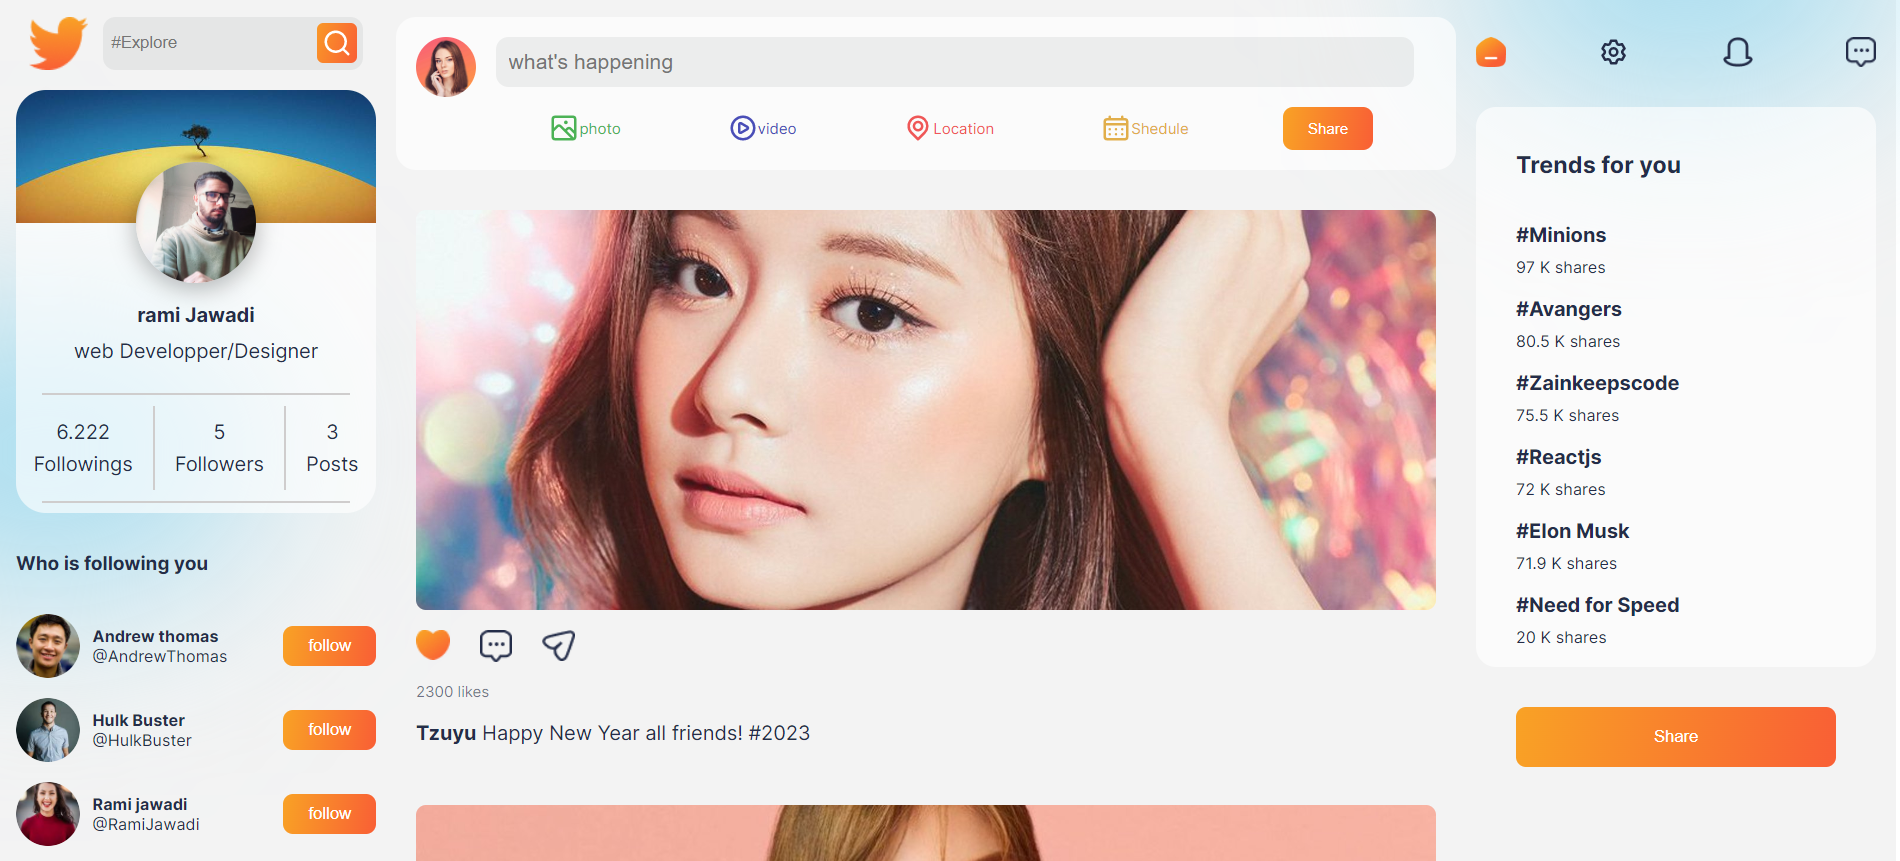 #Explore
rami Jawadi
web Developper/Designer
6.222
Followings
5
Followers
3
Posts
Who is following you
Andrew thomas
@AndrewThomas
follow
Hulk Buster
@HulkBuster
follow
Rami jawadi
@RamiJawadi
follow
what's happening
photo
video
Location
Shedule
Share
2300 likes
Tzuyu Happy New Year all friends! #2023
Trends for you
#Minions
97 K shares
#Avangers
80.5 K shares
#Zainkeepscode
75.5 K shares
#Reactjs
72 K shares
#Elon Musk
71.9 K shares
#Need for Speed
20 K shares
Share